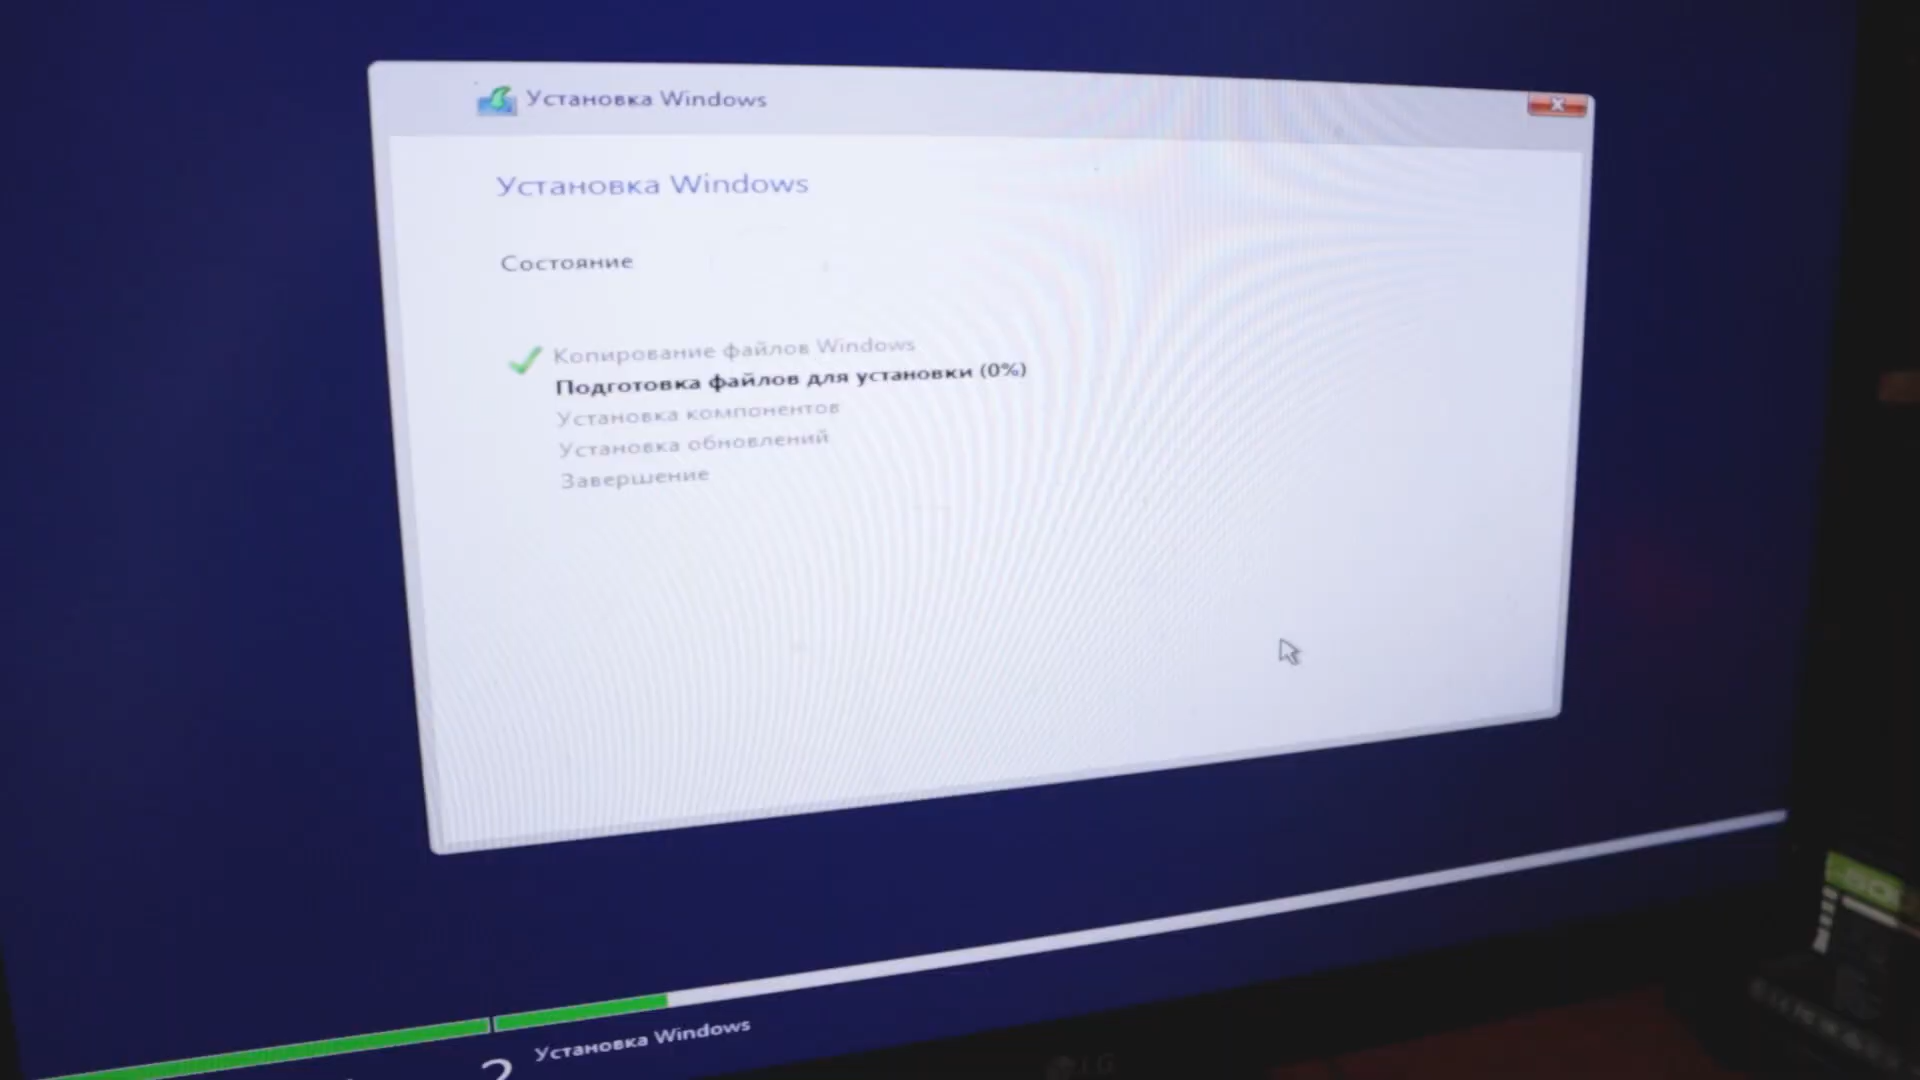 Установка Windows
Установка Windows
Состояние
Копирование файлов Windows
Подготовка файлов для установки (0%)
Установка компонентов
Установка обновлений
Завершение
2 Установка Windows
LG